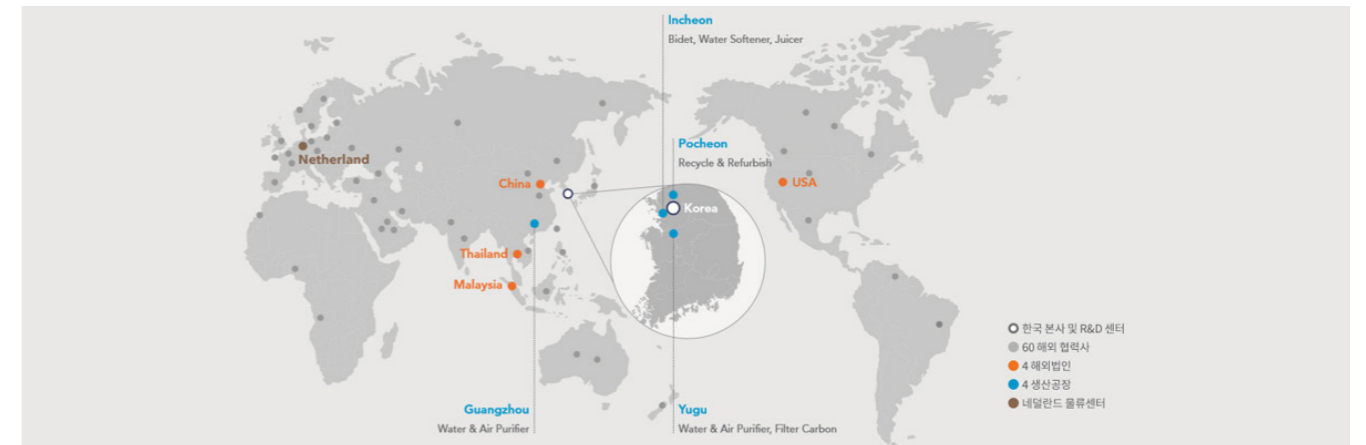 Incheon
Bidet, Water Softener, Juicer
Pocheon
Recycle & Refurbish
Netherland
China
USA
Korea
Thailand
Malaysia
한국 본사 및 R&D 센터
60 해외 협력사
4 해외법인
4 생산공장
네덜란드 물류센터
Guangzhou
Water & Air Purifier
Yugu
Water & Air Purifier, Filter Carbon